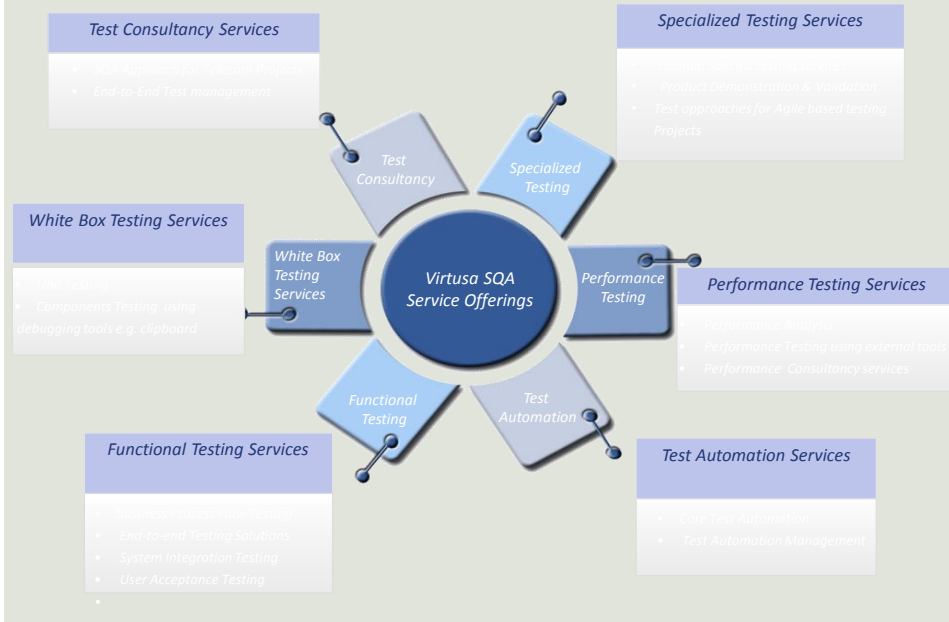 Test Consultancy Services
• End-to-End Test management
Specialized Testing Services
• Product Demonstration & Validation
• Test approaches for Agile based testing
Projects
Test
Consultancy
Specialized
Testing
White Box Testing Services
• Unit Testing
• Components Testing using
debugging tools e.g. clipboard
White Box
Testing
Services
Virtusa SQA
Service Offerings
Performance
Testing
Performance Testing Services
• Performance Analysis
• Performance Testing using external tools
• Performance Consultancy services
Functional
Testing
Test
Automation
Functional Testing Services
• End-to-end Testing Solutions
• System Integration Testing
• User Acceptance Testing
•
Test Automation Services
• Core Test Automation
• Test Automation Management